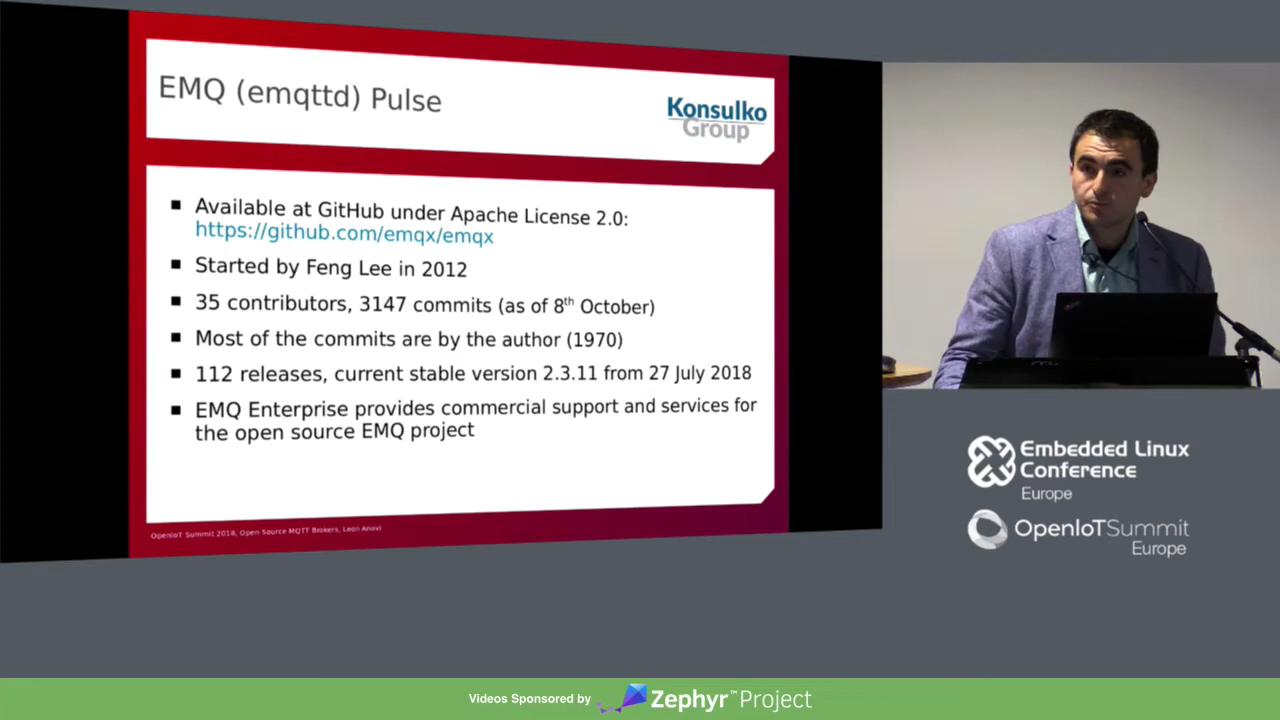 EMQ (emqttd) Pulse
Konsulko
Group
Available at GitHub under Apache License 2.0:
https://github.com/emqx/emqx
Started by Feng Lee in 2012
35 contributors, 3147 commits (as of 8th October)
Most of the commits are by the author (1970)
112 releases, current stable version 2.3.11 from 27 July 2018
EMQ Enterprise provides commercial support and services for
the open source EMQ project
OpenIoT Summit 2018, Open Source MQTT Brokers, Leon Anavi
Embedded Linux
Conference
Europe
OpenIoTSummit
Europe
Videos Sponsored by
Zephyr™Project